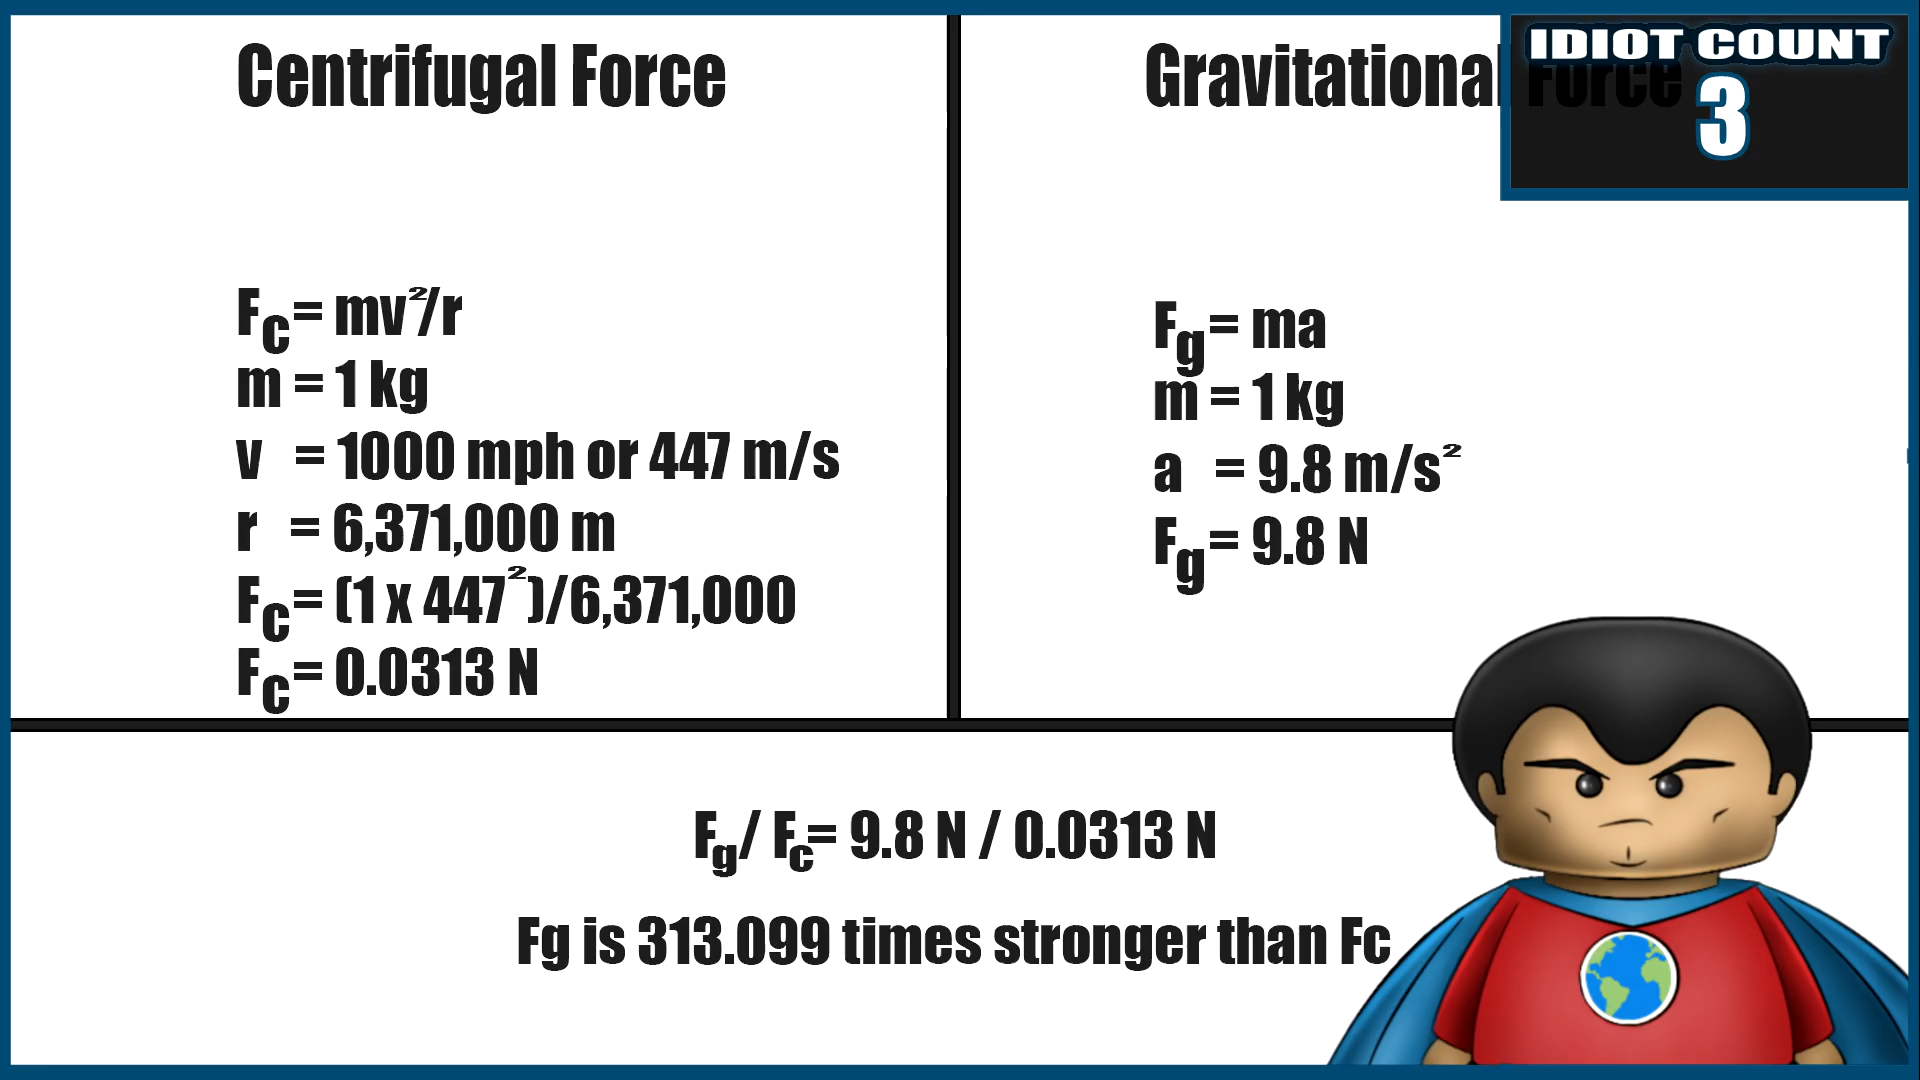 Centrifugal Force
Fc = mv²/r
m = 1 kg
v = 1000 mph or 447 m/s
r = 6,371,000 m
Fc = (1 x 447²)/6,371,000
Fc = 0.0313 N
Gravitational Force
IDIOT COUNT
3
Fg = ma
m = 1 kg
a = 9.8 m/s²
Fg = 9.8 N
Fg / Fc = 9.8 N / 0.0313 N
Fg is 313.099 times stronger than Fc